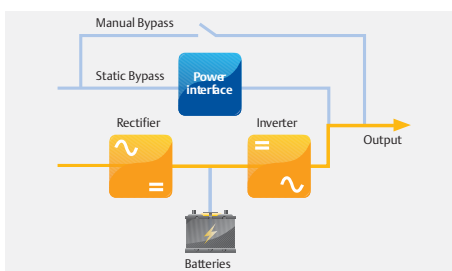 Manual Bypass
Static Bypass
Power
interface
Rectifier
Inverter
Output
Batteries